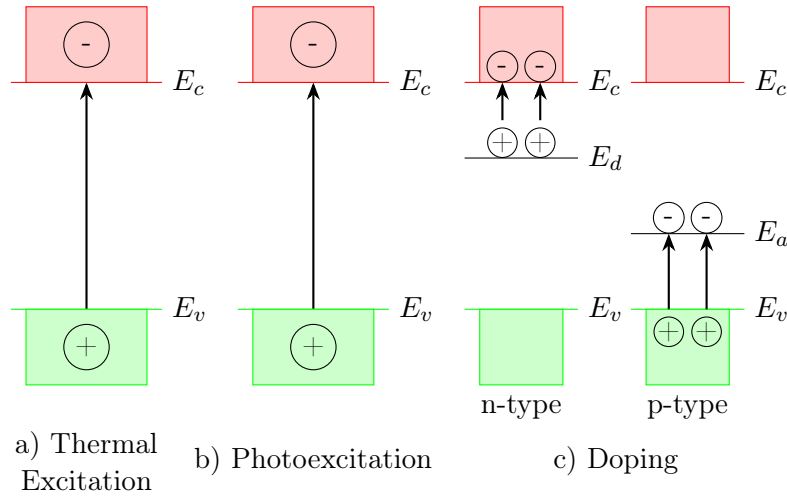 - - - - -
E_c E_c E_c E_c
+ +
E_d
- -
E_a
E_v E_v E_v E_v
+ + + +
n-type p-type
a) Thermal
Excitation
b) Photoexcitation
c) Doping